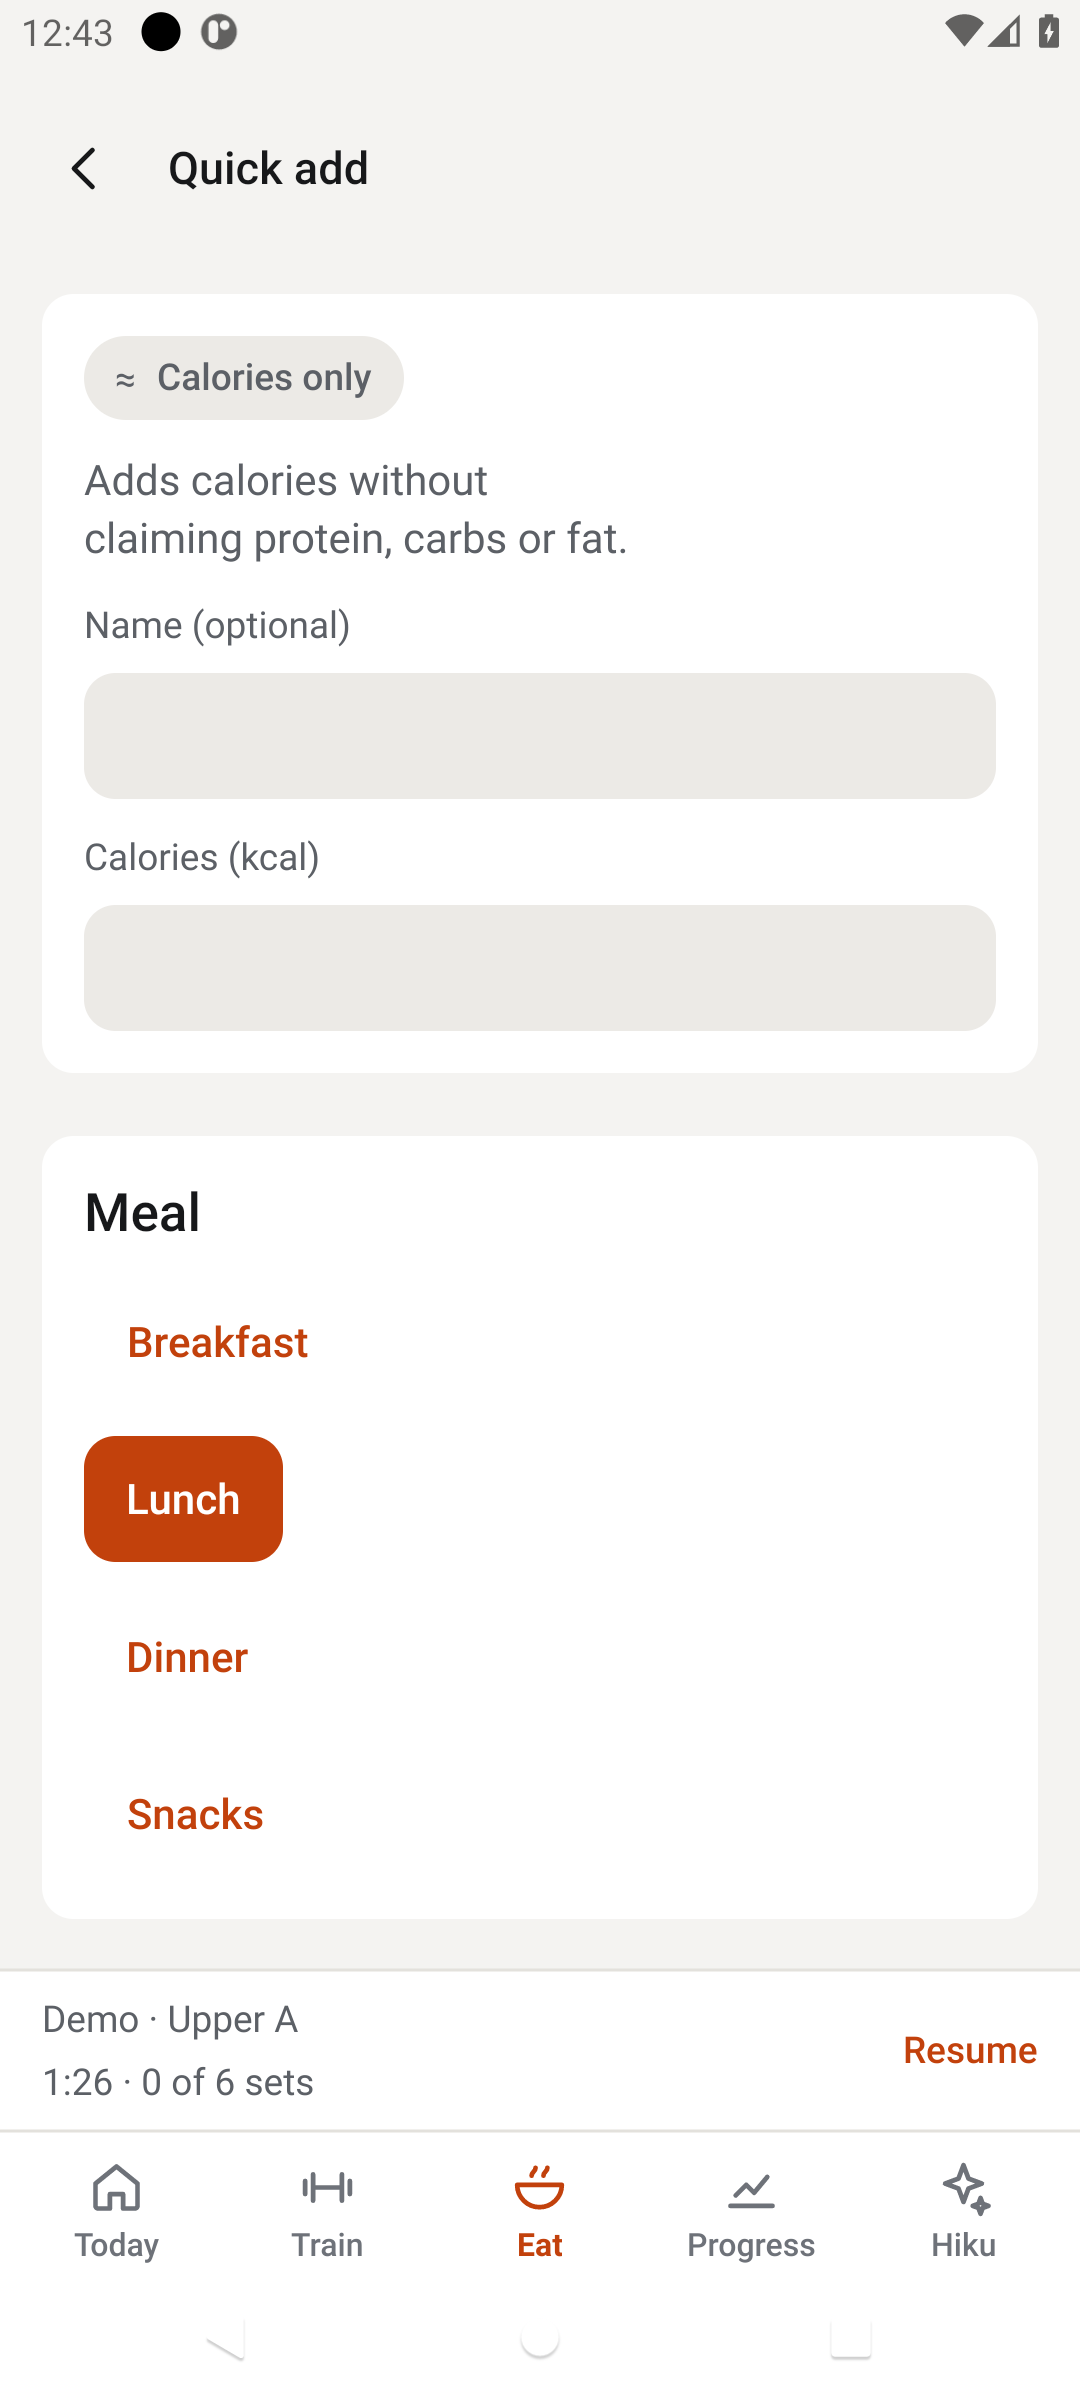 12:43
Quick add
≈ Calories only
Adds calories without
claiming protein, carbs or fat.
Name (optional)
Calories (kcal)
Meal
Breakfast
Lunch
Dinner
Snacks
Demo · Upper A
Resume
1:26 · 0 of 6 sets
Today
Train
Eat
Progress
Hiku